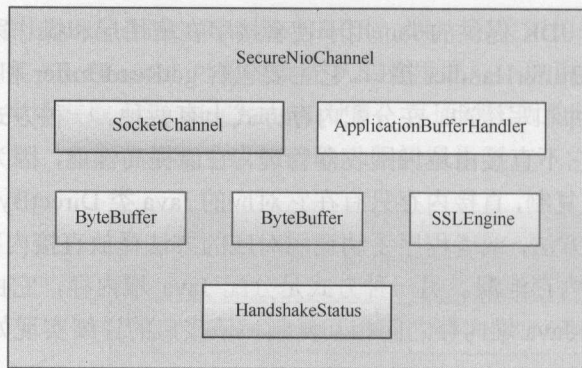 SecureNioChannel
SocketChannel
ApplicationBufferHandler
ByteBuffer
ByteBuffer
SSLEngine
HandshakeStatus